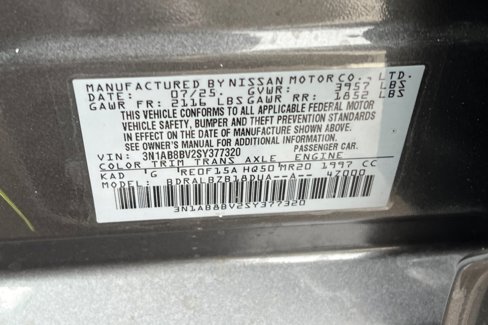 MANUFACTURED BY NISSAN MOTOR CO., LTD.
DATE: 07/25. GVWR: 3957 LBS
GAWR FR: 2116 LBS GAWR RR: 1852 LBS
THIS VEHICLE CONFORMS TO ALL APPLICABLE FEDERAL MOTOR
VEHICLE SAFETY, BUMPER AND THEFT PREVENTION STANDARDS
IN EFFECT ON THE DATE OF MANUFACTURE SHOWN ABOVE.
SEE OWNER'S MANUAL FOR ADDITIONAL INFORMATION.
VIN: 3N1AB8BV2SY377320 PASSENGER CAR.
COLOR TRIM TRANS AXLE ENGINE
KAD G RE0F15A HQ50 MR20 1997 CC
MODEL: BDRALBZB18DUA--A-- 47000
3N1AB8BV2SY377320